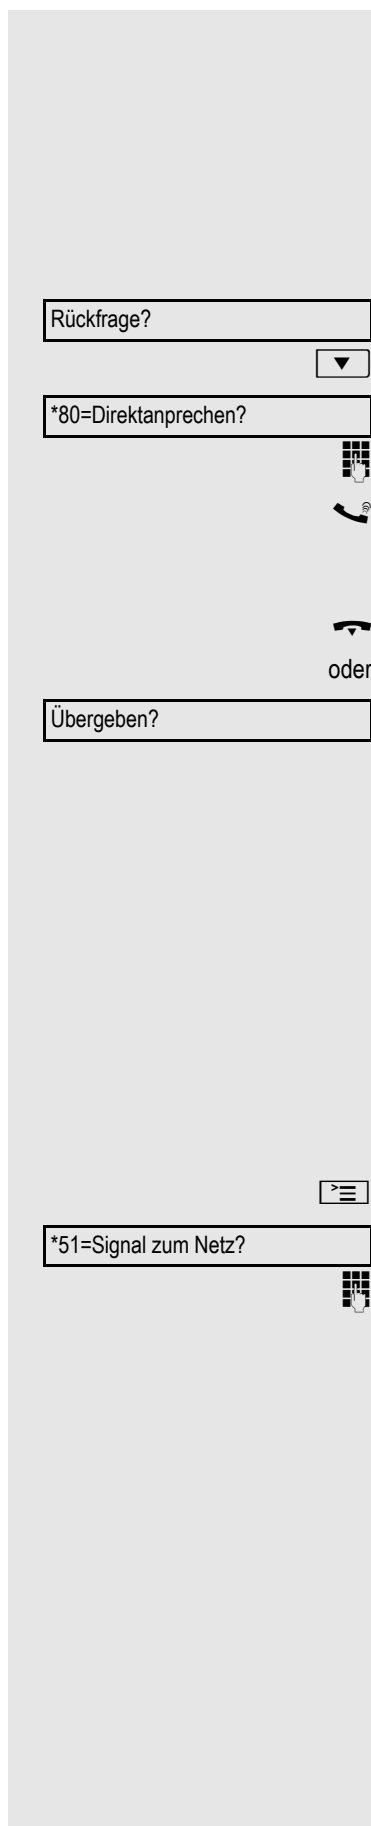 Rückfrage?
*80=Direktanprechen?
oder
Übergeben?
*51=Signal zum Netz?